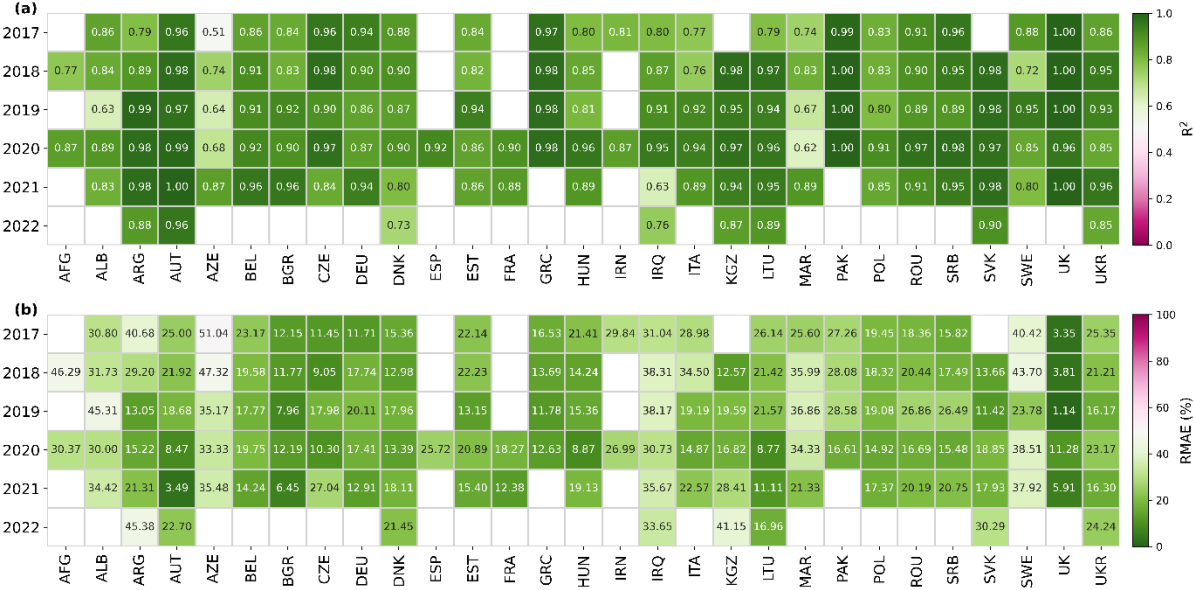 (a)
2017 0.86 0.79 0.96 0.51 0.86 0.84 0.96 0.94 0.88 0.84 0.97 0.80 0.81 0.80 0.77 0.79 0.74 0.99 0.83 0.91 0.96 0.88 1.00 0.86
2018 0.77 0.84 0.89 0.98 0.74 0.91 0.83 0.98 0.90 0.90 0.82 0.98 0.85 0.87 0.76 0.98 0.97 0.83 1.00 0.83 0.90 0.95 0.98 0.72 1.00 0.95
2019 0.63 0.99 0.97 0.64 0.91 0.92 0.90 0.86 0.87 0.94 0.98 0.81 0.91 0.92 0.95 0.94 0.67 1.00 0.80 0.89 0.89 0.98 0.95 1.00 0.93
2020 0.87 0.89 0.98 0.99 0.68 0.92 0.92 0.97 0.87 0.90 0.92 0.86 0.90 0.98 0.96 0.87 0.95 0.94 0.97 0.96 0.62 1.00 0.91 0.97 0.98 0.98 0.85 0.96 0.85
2021 0.83 0.98 1.00 0.87 0.96 0.96 0.84 0.94 0.80 0.86 0.88 0.89 0.63 0.89 0.94 0.95 0.89 0.85 0.91 0.95 0.98 0.80 1.00 0.96
2022 0.88 0.96 0.73 0.76 0.87 0.89 0.90 0.85
AFG ALB ARG AUT AZE BEL BGR CZE DEU DNK ESP EST FRA GRC HUN IRN IRQ ITA KGZ LTU MAR PAK POL ROU SRB SVK SWE UK UKR
1.0
0.8
0.6
0.4
0.2
0.0
R²
(b)
2017 30.80 40.68 25.00 51.04 23.17 12.15 11.45 11.71 15.36 22.14 16.53 21.41 29.84 31.04 28.98 26.14 25.60 27.26 19.45 18.36 15.82 40.42 3.35 25.35
2018 46.29 31.73 29.20 21.92 47.32 19.58 11.77 9.05 17.74 12.98 22.23 13.69 14.24 38.31 34.50 12.57 21.42 35.99 28.08 18.32 20.44 17.49 13.66 43.70 3.81 21.21
2019 45.31 13.05 18.68 35.17 17.77 7.96 17.98 20.11 17.96 13.15 11.78 15.36 38.17 19.19 19.59 21.57 36.86 28.58 19.08 26.86 26.49 11.42 23.78 1.14 16.17
2020 30.37 30.00 15.22 8.47 33.33 19.75 12.19 10.30 17.41 13.39 25.72 20.89 18.27 12.63 8.87 26.99 30.73 14.87 16.82 8.77 34.33 16.61 14.92 16.69 15.48 18.85 38.51 11.28 23.17
2021 34.42 21.31 3.49 35.48 14.24 6.45 27.04 12.91 18.11 15.40 12.38 19.13 35.67 22.57 28.41 11.11 21.33 17.37 20.19 20.75 17.93 37.92 5.91 16.30
2022 45.38 22.70 21.45 33.65 41.15 16.96 30.29 24.24
AFG ALB ARG AUT AZE BEL BGR CZE DEU DNK ESP EST FRA GRC HUN IRN IRQ ITA KGZ LTU MAR PAK POL ROU SRB SVK SWE UK UKR
100
80
60
40
20
0
RMAE (%)